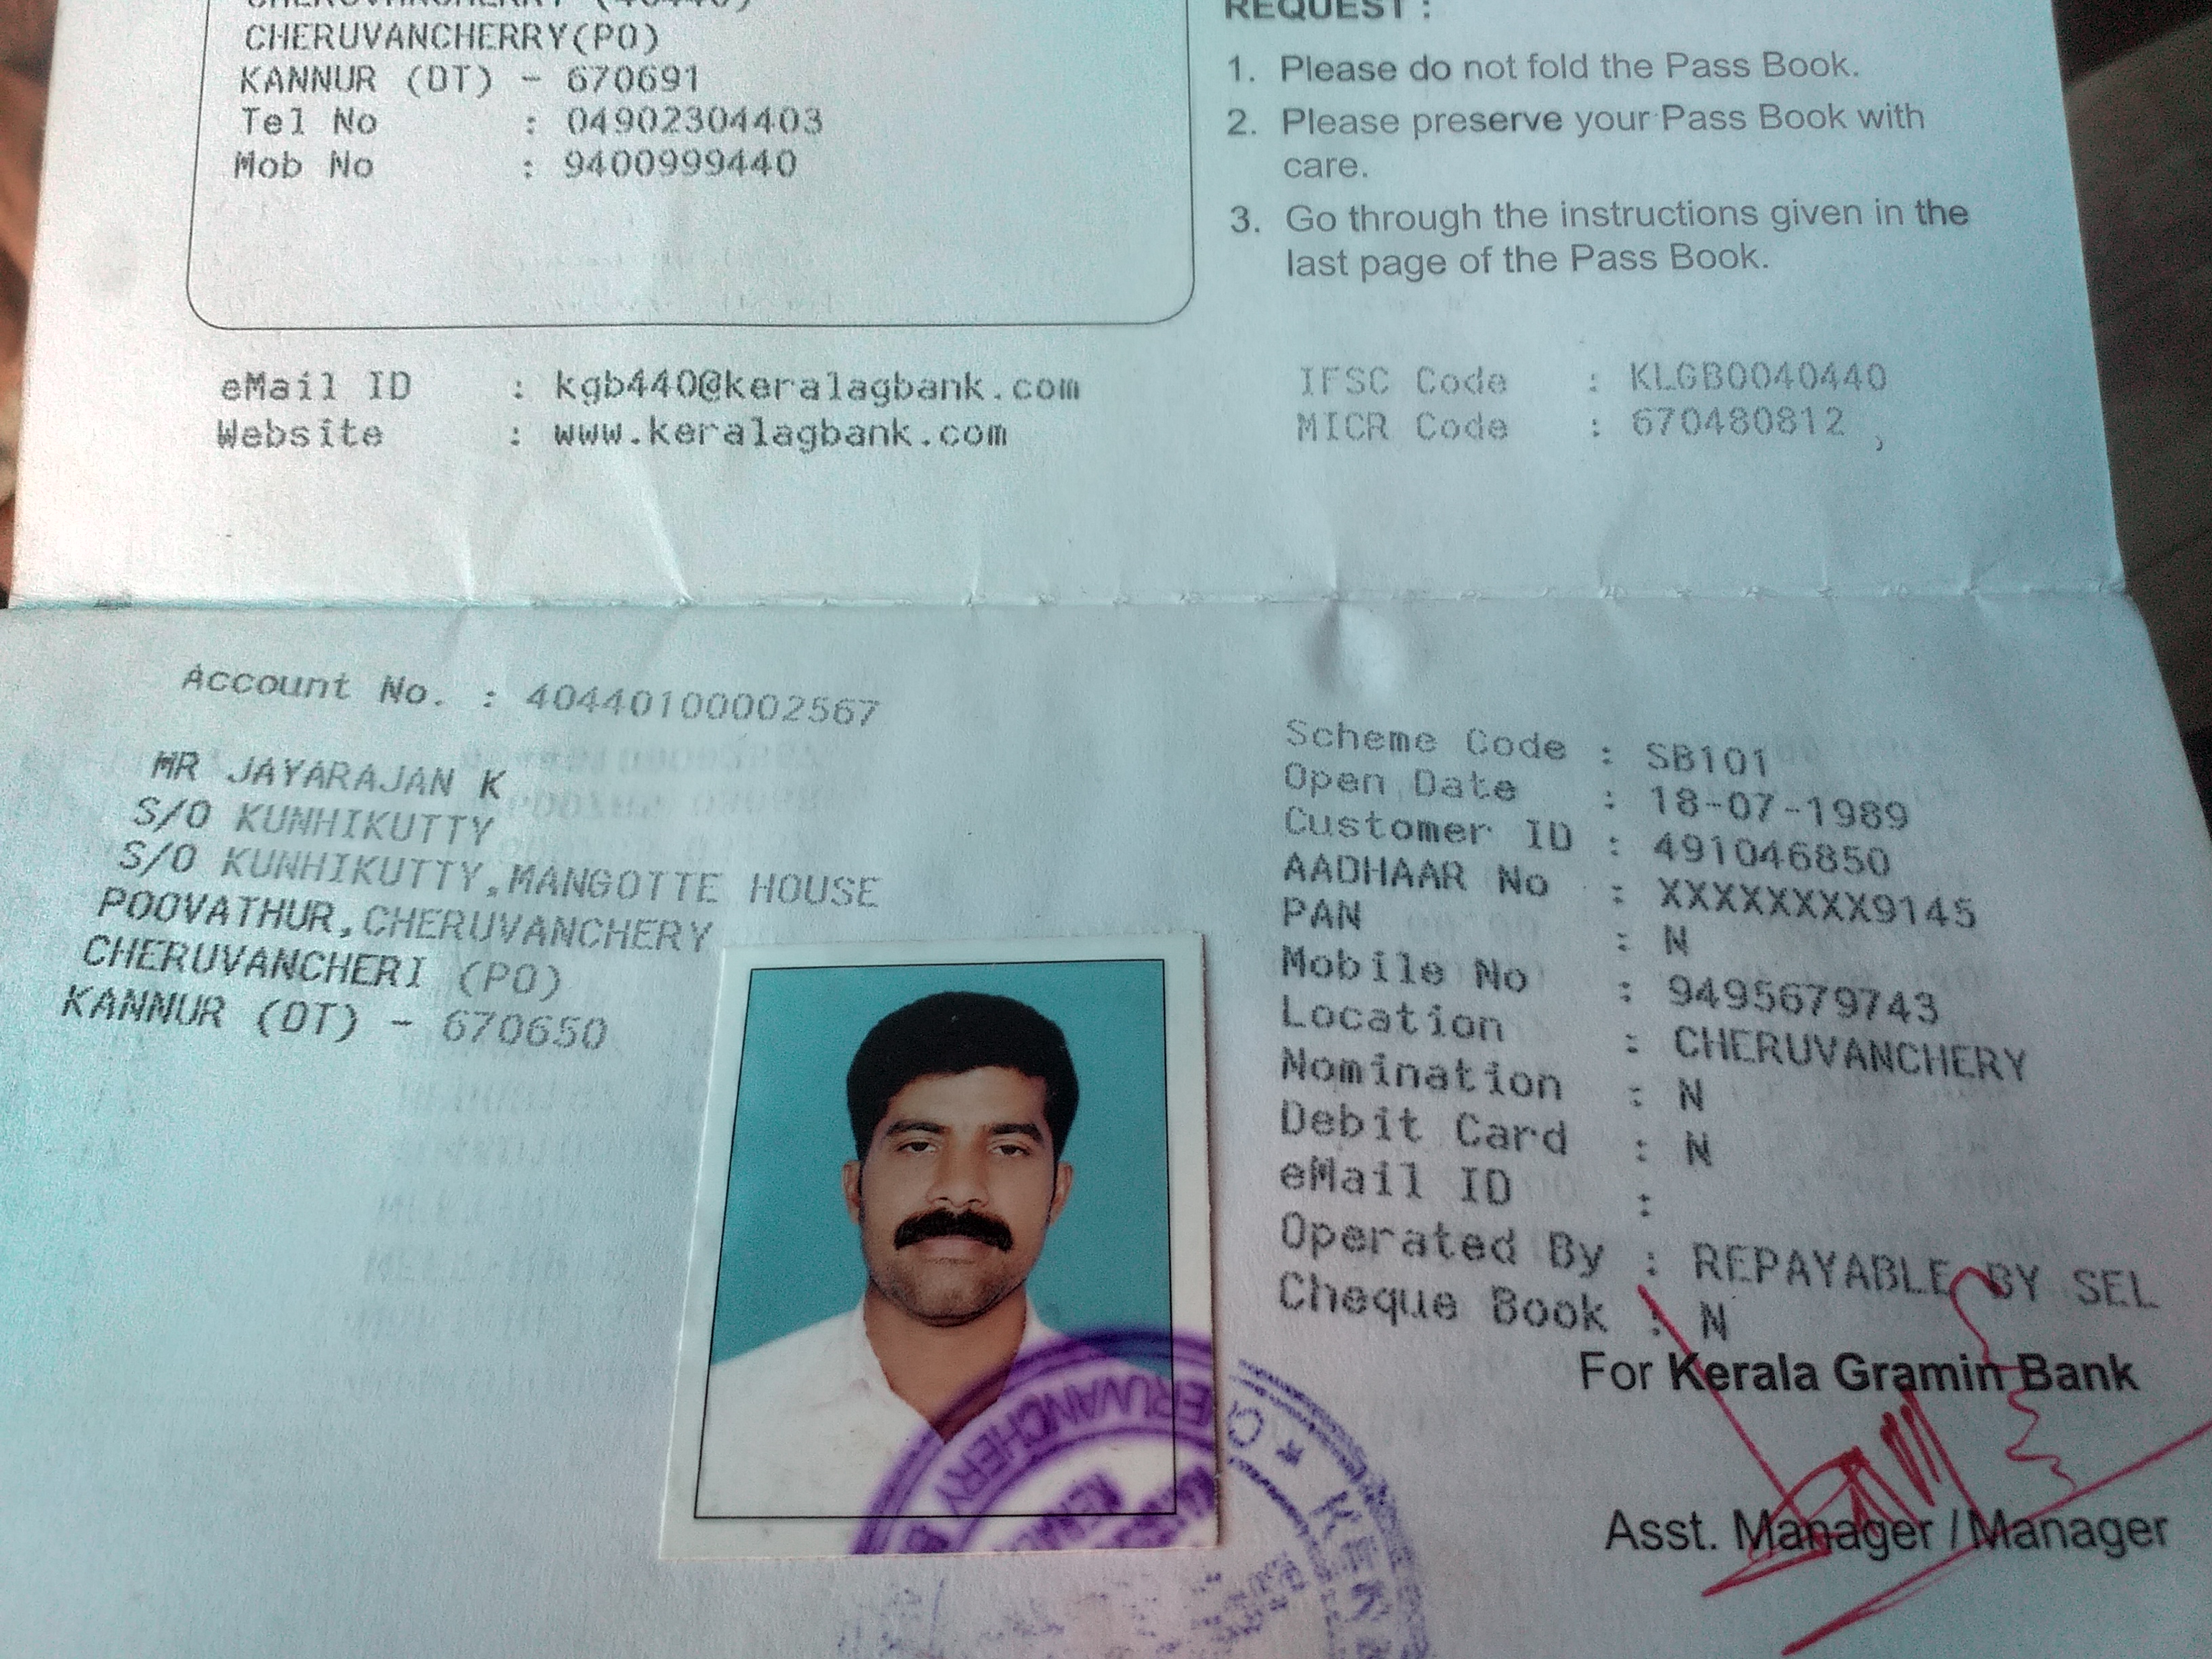 CHERUVANCHERRY(PO)
KANNUR (DT) - 670691
Tel No : 04902304403
Mob No : 9400999440
REQUEST :
1. Please do not fold the Pass Book.
2. Please preserve your Pass Book with
care.
3. Go through the instructions given in the
last page of the Pass Book.
eMail ID : kgb440@keralagbank.com
IFSC Code : KLGB0040440
Website : www.keralagbank.com
MICR Code : 670480812
Account No. : 40440100002567
MR JAYARAJAN K
S/O KUNHIKUTTY
S/O KUNHIKUTTY,MANGOTTE HOUSE
POOVATHUR,CHERUVANCHERY
CHERUVANCHERI (PO)
KANNUR (DT) - 670650
Scheme Code : SB101
Open Date : 18-07-1989
Customer ID : 491046850
AADHAAR No : XXXXXXXX9145
PAN : N
Mobile No : 9495679743
Location : CHERUVANCHERY
Nomination : N
Debit Card : N
eMail ID :
Operated By : REPAYABLE BY SEL
Cheque Book : N
For Kerala Gramin Bank
Asst. Manager / Manager